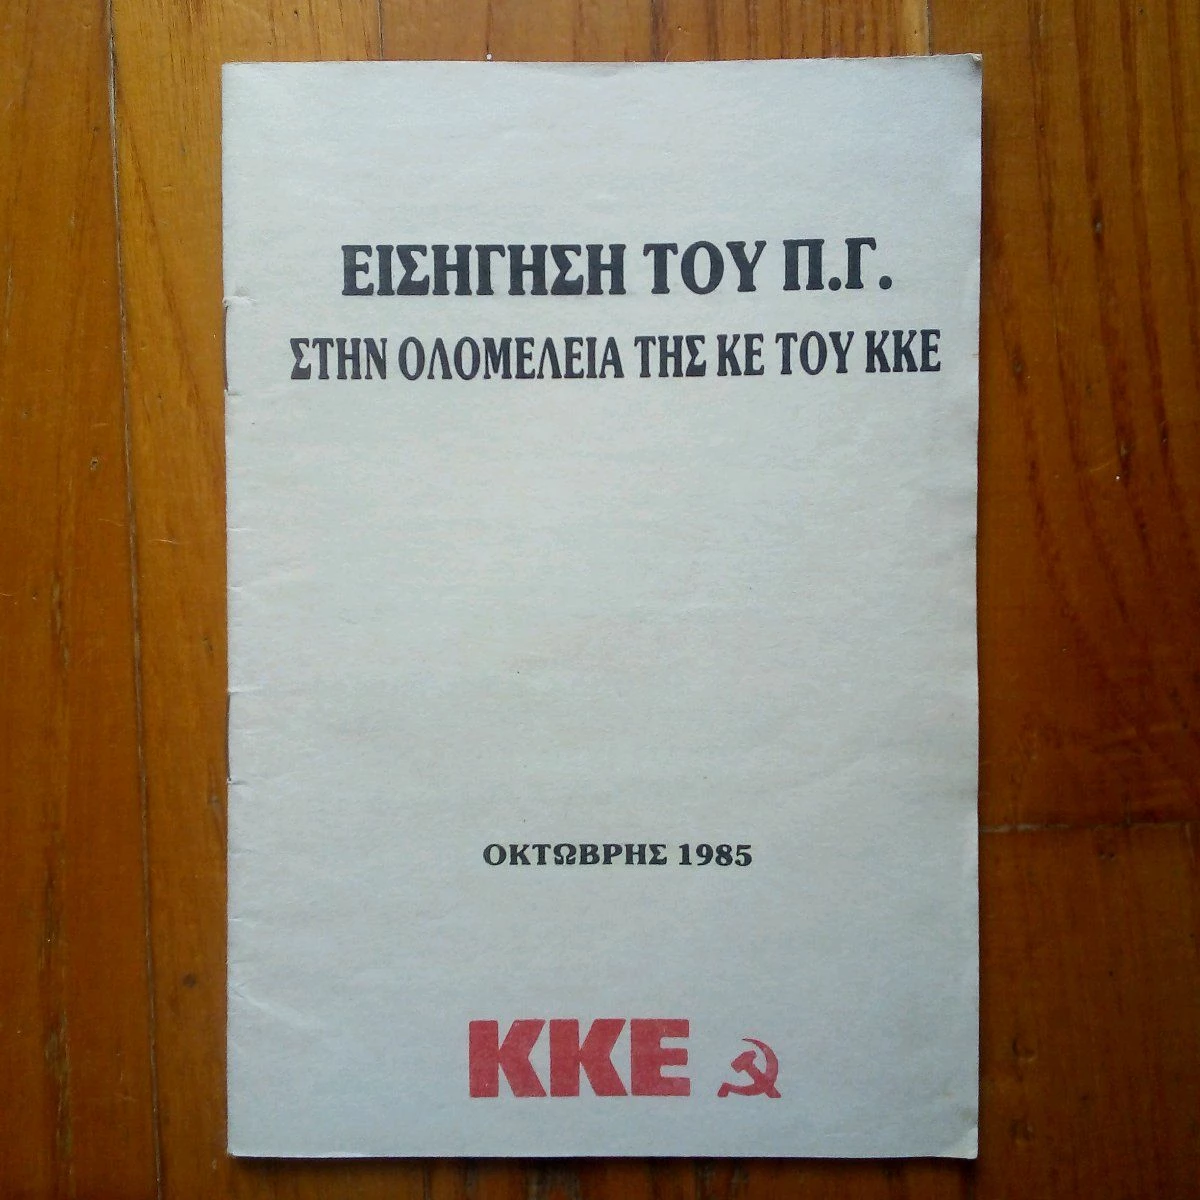 ΕΙΣΗΓΗΣΗ ΤΟΥ Π.Γ.
ΣΤΗΝ ΟΛΟΜΕΛΕΙΑ ΤΗΣ ΚΕ ΤΟΥ ΚΚΕ
ΟΚΤΩΒΡΗΣ 1985
ΚΚΕ